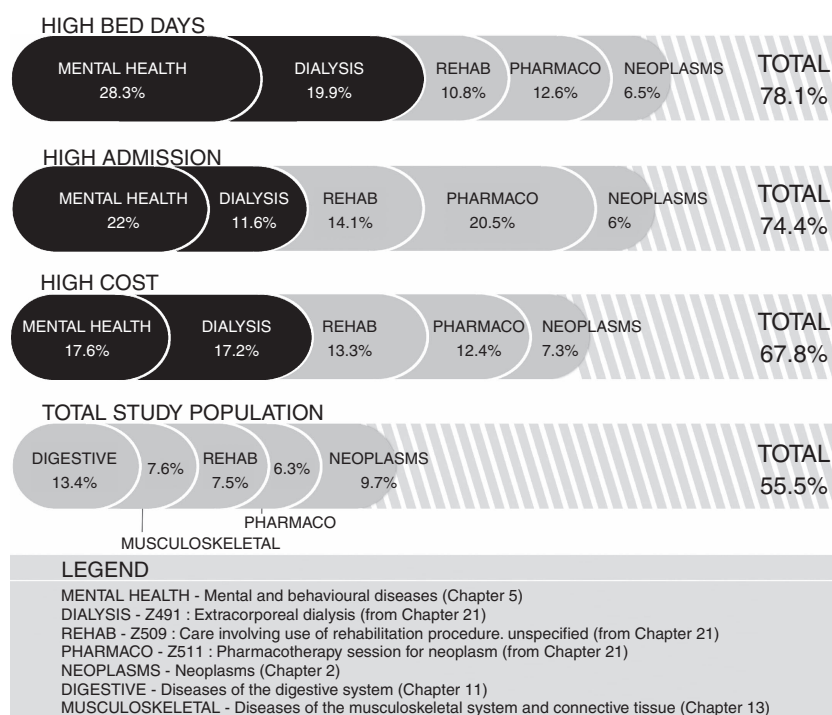 HIGH BED DAYS
MENTAL HEALTH DIALYSIS REHAB PHARMACO NEOPLASMS TOTAL
28.3% 19.9% 10.8% 12.6% 6.5% 78.1%
HIGH ADMISSION
MENTAL HEALTH DIALYSIS REHAB PHARMACO NEOPLASMS TOTAL
22% 11.6% 14.1% 20.5% 6% 74.4%
HIGH COST
MENTAL HEALTH DIALYSIS REHAB PHARMACO NEOPLASMS TOTAL
17.6% 17.2% 13.3% 12.4% 7.3% 67.8%
TOTAL STUDY POPULATION
DIGESTIVE 7.6% REHAB 6.3% NEOPLASMS TOTAL
13.4% 7.5% 9.7% 55.5%
PHARMACO
MUSCULOSKELETAL
LEGEND
MENTAL HEALTH - Mental and behavioural diseases (Chapter 5)
DIALYSIS - Z491 : Extracorporeal dialysis (from Chapter 21)
REHAB - Z509 : Care involving use of rehabilitation procedure. unspecified (from Chapter 21)
PHARMACO - Z511 : Pharmacotherapy session for neoplasm (from Chapter 21)
NEOPLASMS - Neoplasms (Chapter 2)
DIGESTIVE - Diseases of the digestive system (Chapter 11)
MUSCULOSKELETAL - Diseases of the musculoskeletal system and connective tissue (Chapter 13)